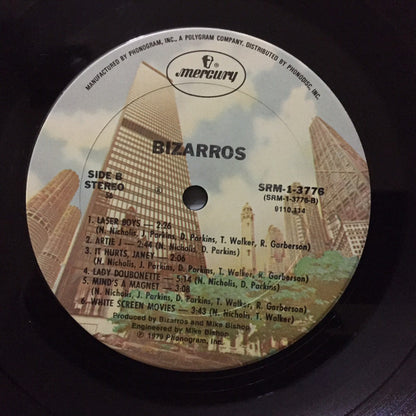 MANUFACTURED BY PHONOGRAM, INC., A POLYGRAM COMPANY, DISTRIBUTED BY PHONODISC, INC.
mercury
BIZARROS
SIDE B
STEREO
SRM-1-3776
(SRM-1-3776-B)
9110.414
1. LASER BOYS — 2:26
(N. Nicholis, J. Parkins, D. Parkins, T. Walker, R. Garberson)
2. ARTIE J — 2:44 (N. Nicholis, D. Parkins)
3. IT HURTS, JANEY — 2:06
(N. Nicholis, J. Parkins, D. Parkins, T. Walker, R. Garberson)
4. LADY DOUBONETTE — 5:14 (N. Nicholis, D. Parkins)
5. MIND'S A MAGNET — 3:08
(N. Nicholis, J. Parkins, D. Parkins, T. Walker, R. Garberson)
6. WHITE SCREEN MOVIES — 3:43 (N. Nicholis, T. Walker)
Produced by Bizarros and Mike Bishop
Engineered by Mike Bishop
℗ 1979 Phonogram, Inc.